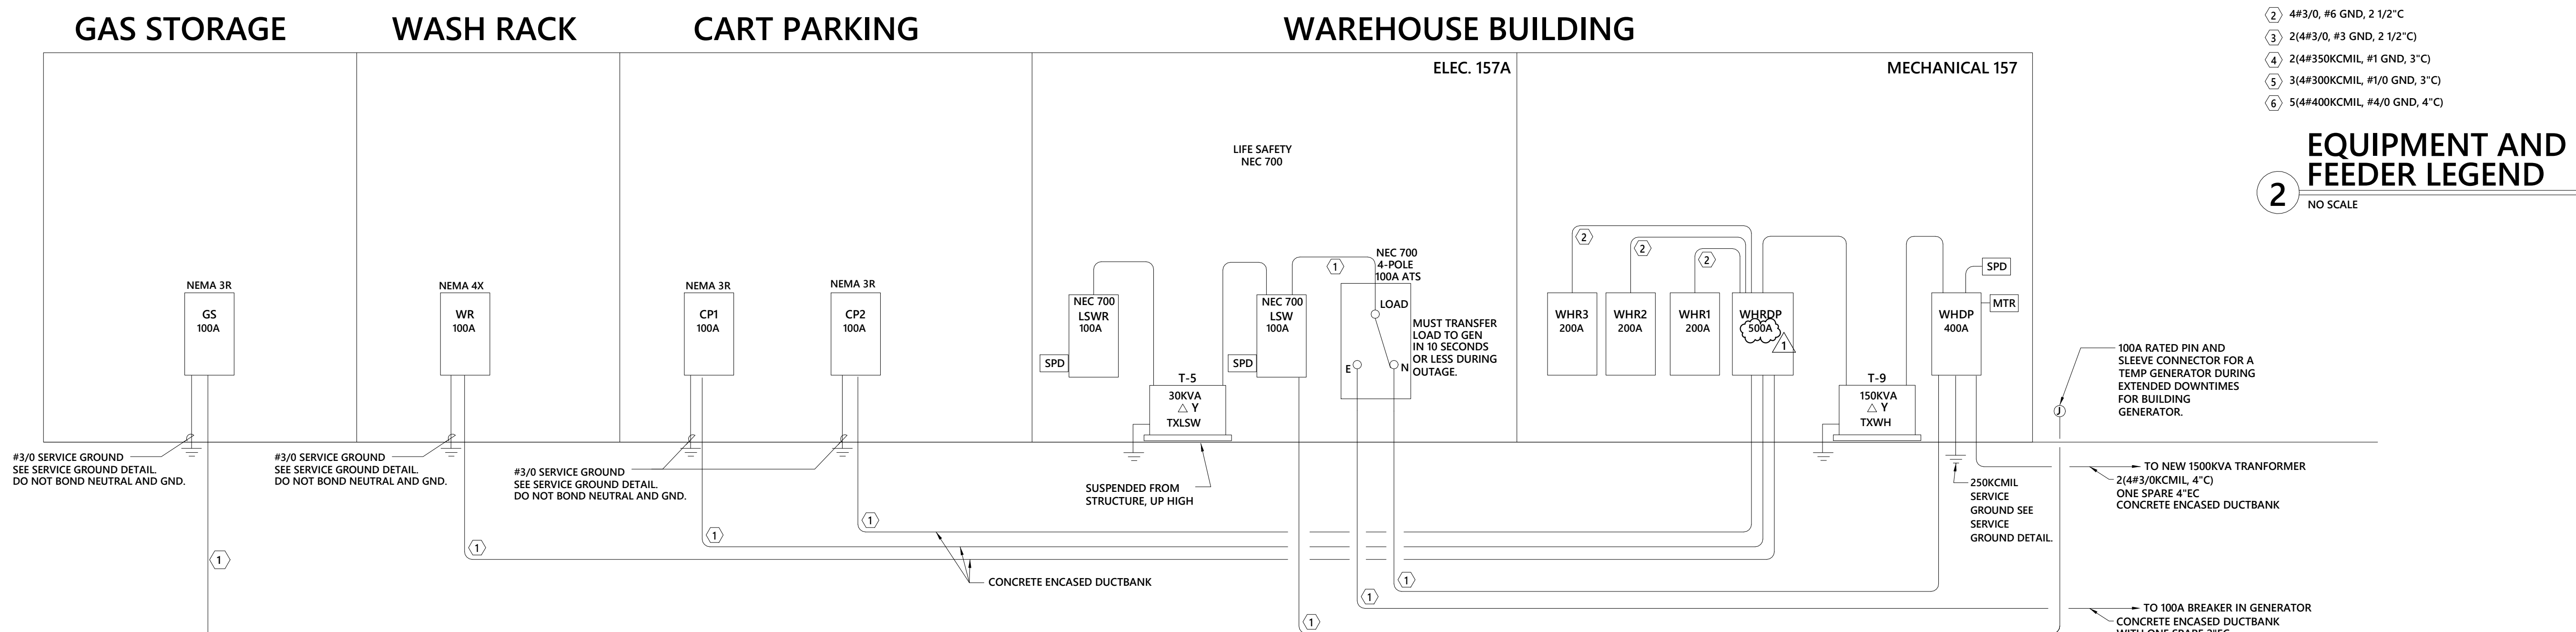 GAS STORAGE
WASH RACK
CART PARKING
WAREHOUSE BUILDING
2 4#3/0, #6 GND, 2 1/2"C
3 2(4#3/0, #3 GND, 2 1/2"C)
4 2(4#350KCMIL, #1 GND, 3"C)
5 3(4#300KCMIL, #1/0 GND, 3"C)
6 5(4#400KCMIL, #4/0 GND, 4"C)
EQUIPMENT AND
FEEDER LEGEND
2
NO SCALE
ELEC. 157A
MECHANICAL 157
LIFE SAFETY
NEC 700
NEMA 3R
GS
100A
NEMA 4X
WR
100A
NEMA 3R
CP1
100A
NEMA 3R
CP2
100A
NEC 700
LSWR
100A
SPD
T-5
30KVA
△ Y
TXLSW
NEC 700
LSW
100A
SPD
1
NEC 700
4-POLE
100A ATS
LOAD
E
N
MUST TRANSFER
LOAD TO GEN
IN 10 SECONDS
OR LESS DURING
OUTAGE.
2
2
2
WHR3
200A
WHR2
200A
WHR1
200A
WHRDP
500A
1
T-9
150KVA
△ Y
TXWH
WHDP
400A
SPD
MTR
J
100A RATED PIN AND
SLEEVE CONNECTOR FOR A
TEMP GENERATOR DURING
EXTENDED DOWNTIMES
FOR BUILDING
GENERATOR.
#3/0 SERVICE GROUND
SEE SERVICE GROUND DETAIL.
DO NOT BOND NEUTRAL AND GND.
#3/0 SERVICE GROUND
SEE SERVICE GROUND DETAIL.
DO NOT BOND NEUTRAL AND GND.
#3/0 SERVICE GROUND
SEE SERVICE GROUND DETAIL.
DO NOT BOND NEUTRAL AND GND.
SUSPENDED FROM
STRUCTURE, UP HIGH
250KCMIL
SERVICE
GROUND SEE
SERVICE
GROUND DETAIL.
TO NEW 1500KVA TRANFORMER
2(4#3/0KCMIL, 4"C)
ONE SPARE 4"EC
CONCRETE ENCASED DUCTBANK
1
1
1
1
CONCRETE ENCASED DUCTBANK
1
1
1
TO 100A BREAKER IN GENERATOR
CONCRETE ENCASED DUCTBANK
WITH ONE SPARE 2"EC